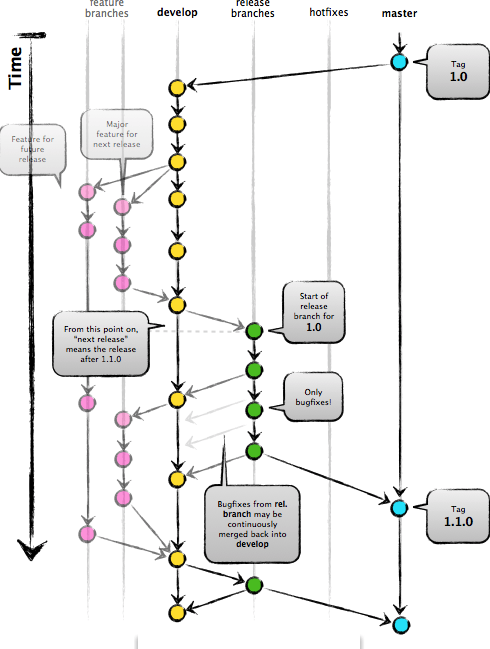 feature
branches
develop
release
branches
hotfixes
master
Time
Tag
1.0
Major
feature for
next release
Feature for
future
release
Start of
release
branch for
1.0
From this point on,
"next release"
means the release
after 1.1.0
Only
bugfixes!
Bugfixes from rel.
branch may be
continuously
merged back into
develop
Tag
1.1.0